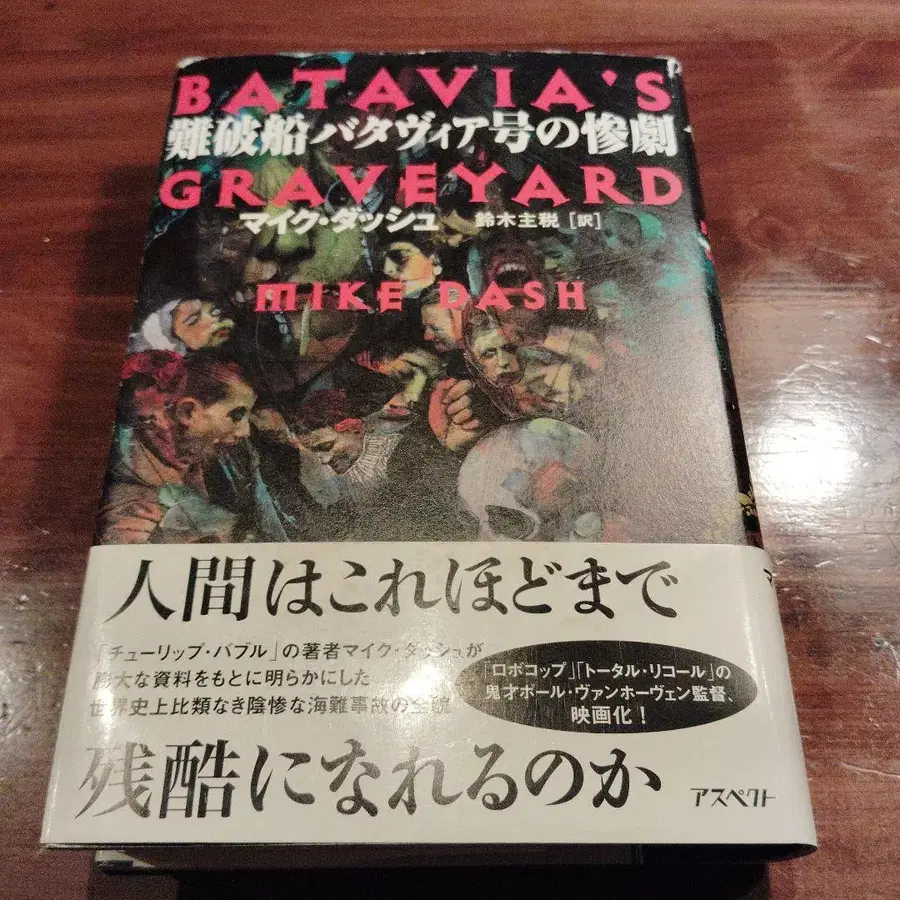 BATAVIA'S
難破船バタヴィア号の惨劇
GRAVEYARD
マイク・ダッシュ 鈴木主税[訳]
MIKE DASH
人間はこれほどまで
「チューリップ・バブル」の著者マイク・ダッシュが
膨大な資料をもとに明らかにした
世界史上比類なき陰惨な海難事故の全貌
「ロボコップ」「トータル・リコール」の
鬼才ポール・ヴァンホーヴェン監督、
映画化!
残酷になれるのか
アスペクト